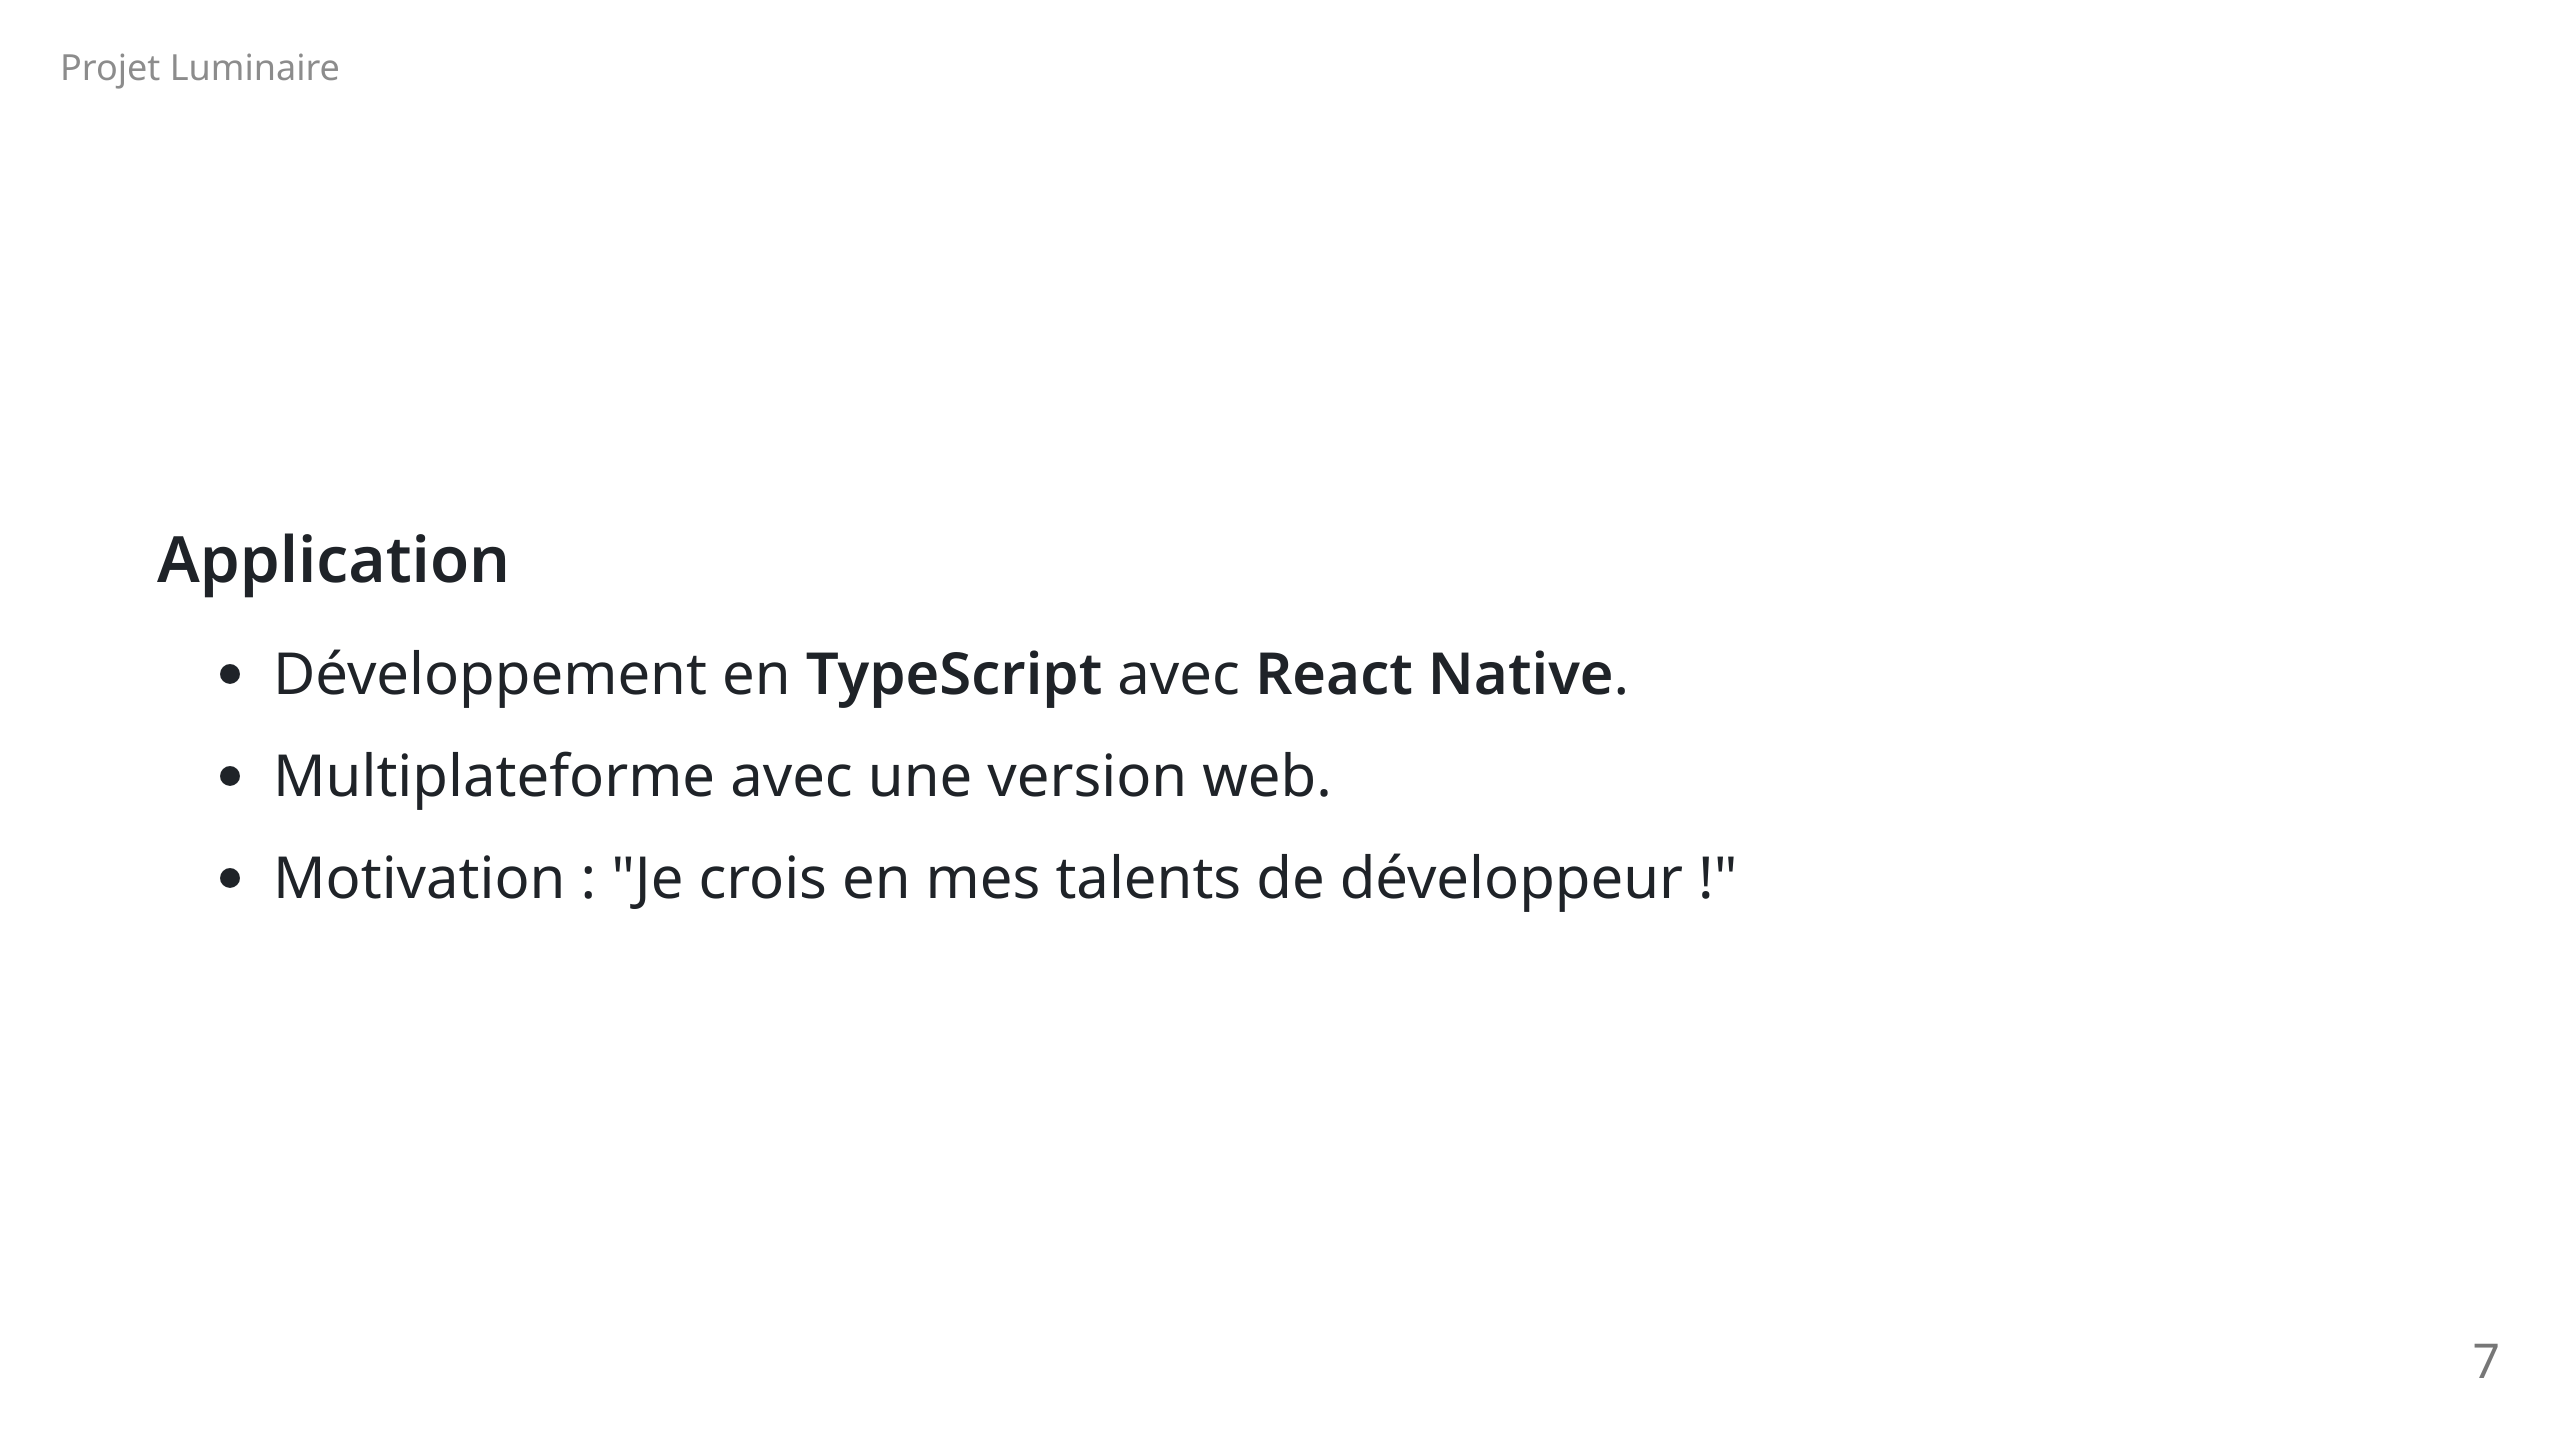 Projet Luminaire
Application
• Développement en TypeScript avec React Native.
• Multiplateforme avec une version web.
• Motivation : "Je crois en mes talents de développeur !"
7